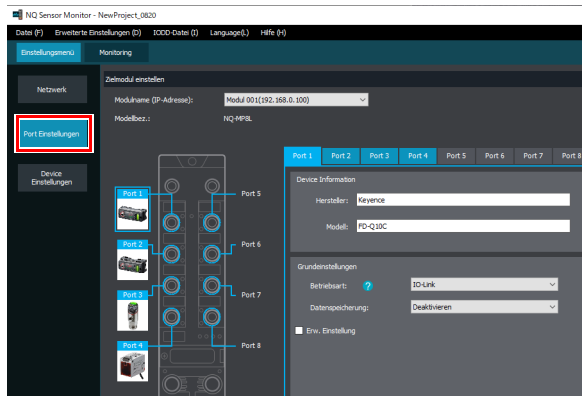 NQ Sensor Monitor - NewProject_0820
Datei (F) Erweiterte Einstellungen (D) IODD-Datei (I) Language(L) Hilfe (H)
Einstellungsmenü Monitoring
Zielmodul einstellen
Netzwerk
Modulname (IP-Adresse): Modul 001(192.168.0.100)
Modellbez.: NQ-MP8L
Port Einstellungen
Port 1 Port 2 Port 3 Port 4 Port 5 Port 6 Port 7 Port 8
Device Einstellungen
Device Information
Port 1 Port 5
Hersteller: Keyence
Modell: FD-Q10C
Port 2 Port 6
Grundeinstellungen
Betriebsart: ? IO-Link
Port 3 Port 7
Datenspeicherung: Deaktivieren
Erw. Einstellung
Port 4 Port 8